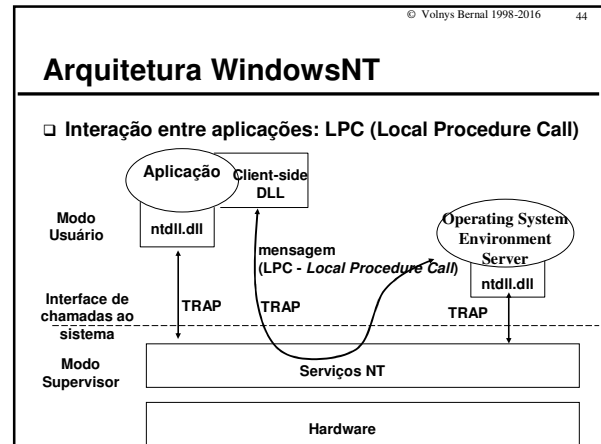 © Volnys Bernal 1998-2016 44
Arquitetura WindowsNT
❑ Interação entre aplicações: LPC (Local Procedure Call)
Aplicação
Client-side
DLL
ntdll.dll
Modo
Usuário
Operating System
Environment
Server
ntdll.dll
mensagem
(LPC - Local Procedure Call)
Interface de
chamadas ao
sistema
TRAP
TRAP
TRAP
Modo
Supervisor
Serviços NT
Hardware